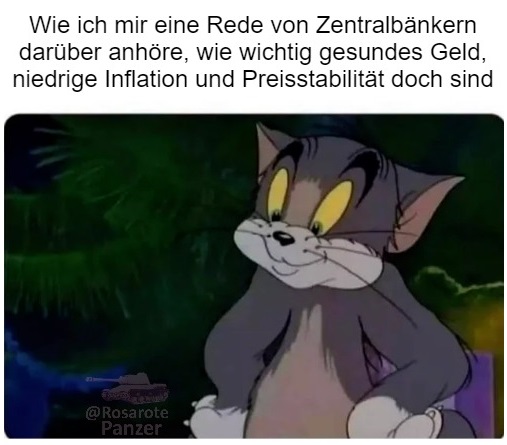 Wie ich mir eine Rede von Zentralbänkern
darüber anhöre, wie wichtig gesundes Geld,
niedrige Inflation und Preisstabilität doch sind
@Rosarote
Panzer